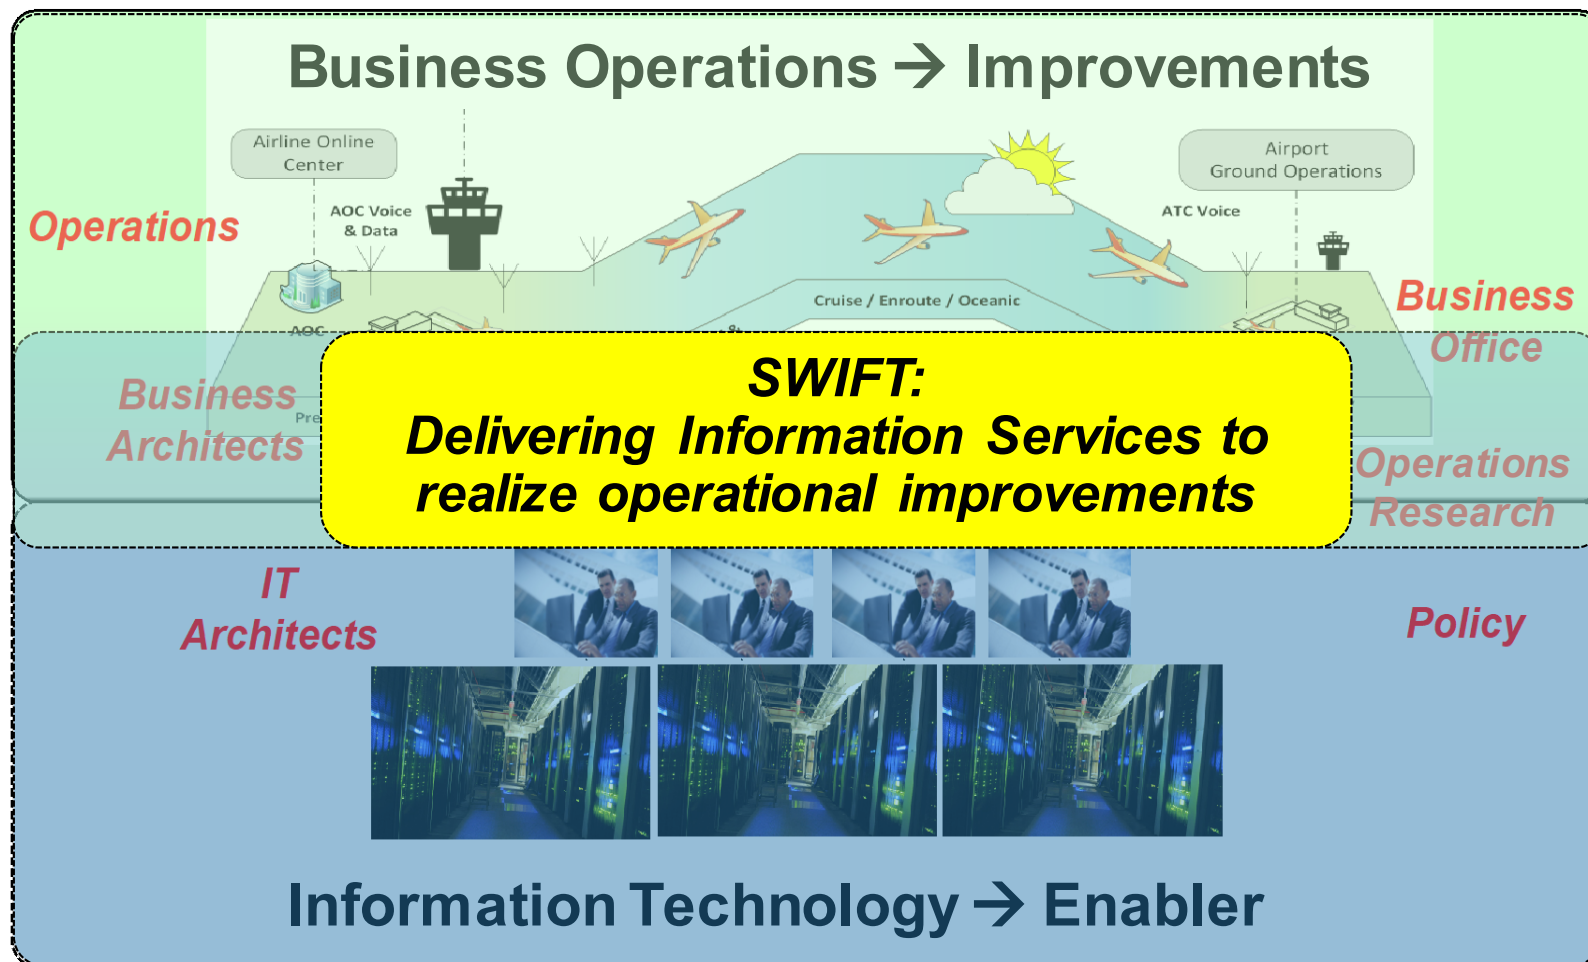 Business Operations → Improvements
Airline Online
Center
Airport
Ground Operations
AOC Voice
& Data
ATC Voice
Operations
Cruise / Enroute / Oceanic
Business
Office
AOC
&
SWIFT:
Delivering Information Services to
realize operational improvements
Business
Architects
Pre
Operations
Research
IT
Architects
Policy
Information Technology → Enabler